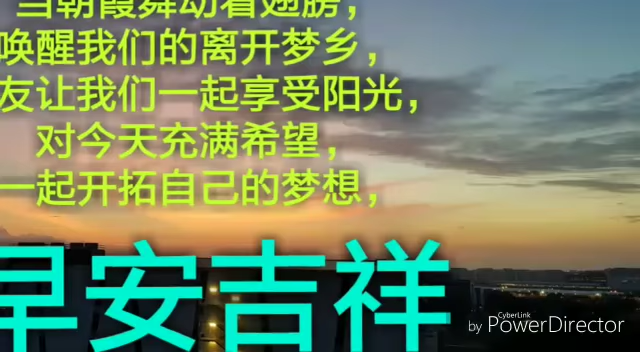 当朝霞舞动着翅膀，
唤醒我们的离开梦乡，
友让我们一起享受阳光，
对今天充满希望，
一起开拓自己的梦想，
早安吉祥
CyberLink
by PowerDirector